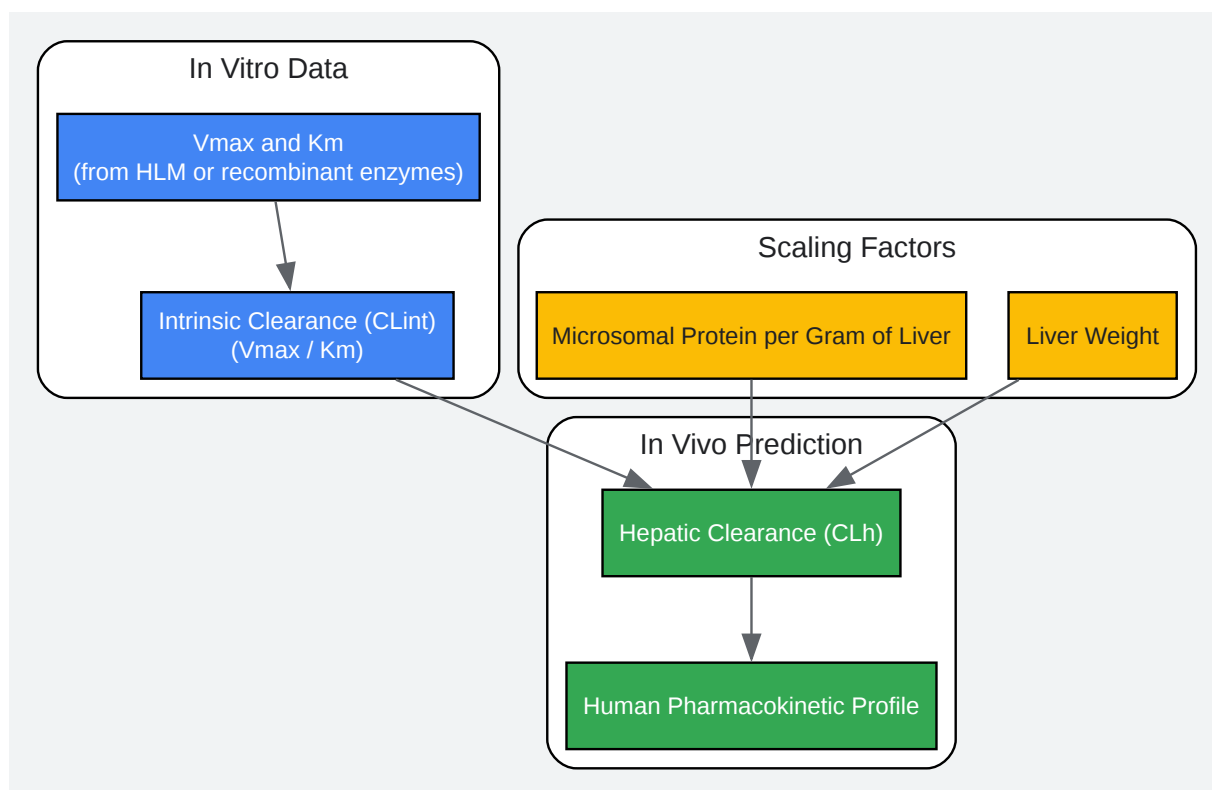 In Vitro Data
Vmax and Km
(from HLM or recombinant enzymes)
Intrinsic Clearance (CLint)
(Vmax / Km)
Scaling Factors
Microsomal Protein per Gram of Liver
Liver Weight
In Vivo Prediction
Hepatic Clearance (CLh)
Human Pharmacokinetic Profile